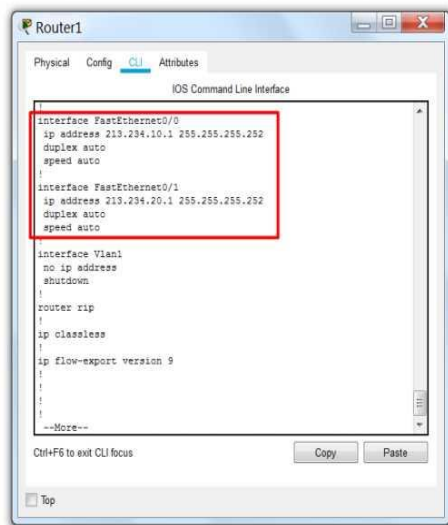 Router1
Physical Config CLI Attributes
IOS Command Line Interface
!
interface FastEthernet0/0
ip address 213.234.10.1 255.255.255.252
duplex auto
speed auto
!
interface FastEthernet0/1
ip address 213.234.20.1 255.255.255.252
duplex auto
speed auto
!
interface Vlan1
no ip address
shutdown
!
router rip
!
ip classless
!
ip flow-export version 9
!
!
!
!
--More--
Ctrl+F6 to exit CLI focus
Copy Paste
Top